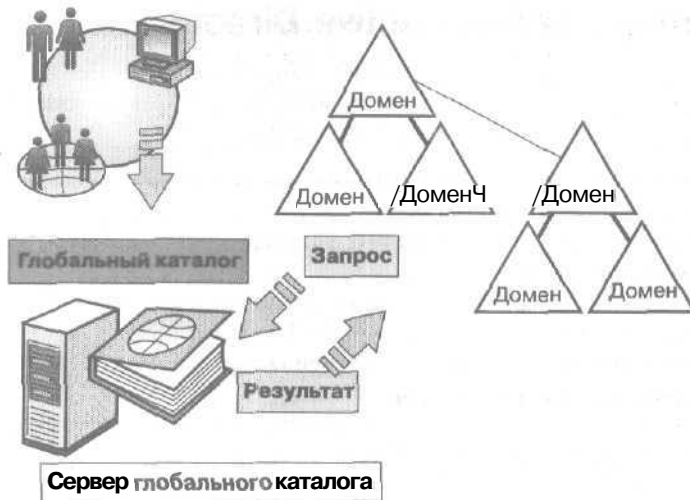 Домен
Домен
/ДоменЧ
/Домен
Домен
Домен
Глобальный каталог
Запрос
Результат
Сервер глобального каталога